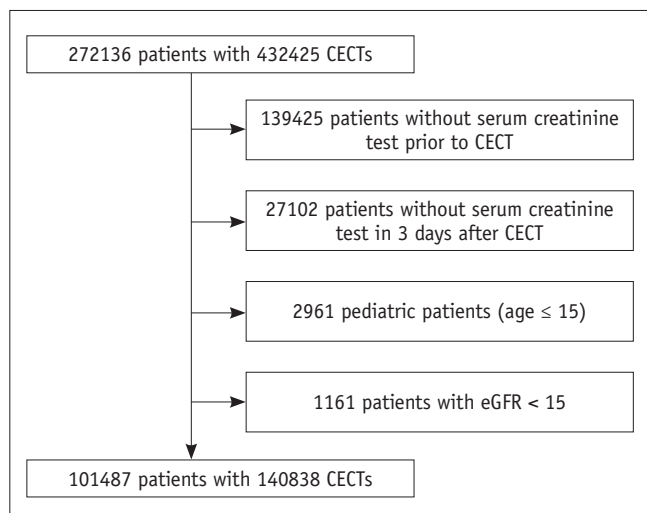 272136 patients with 432425 CECTs
139425 patients without serum creatinine
test prior to CECT
27102 patients without serum creatinine
test in 3 days after CECT
2961 pediatric patients (age ≤ 15)
1161 patients with eGFR < 15
101487 patients with 140838 CECTs